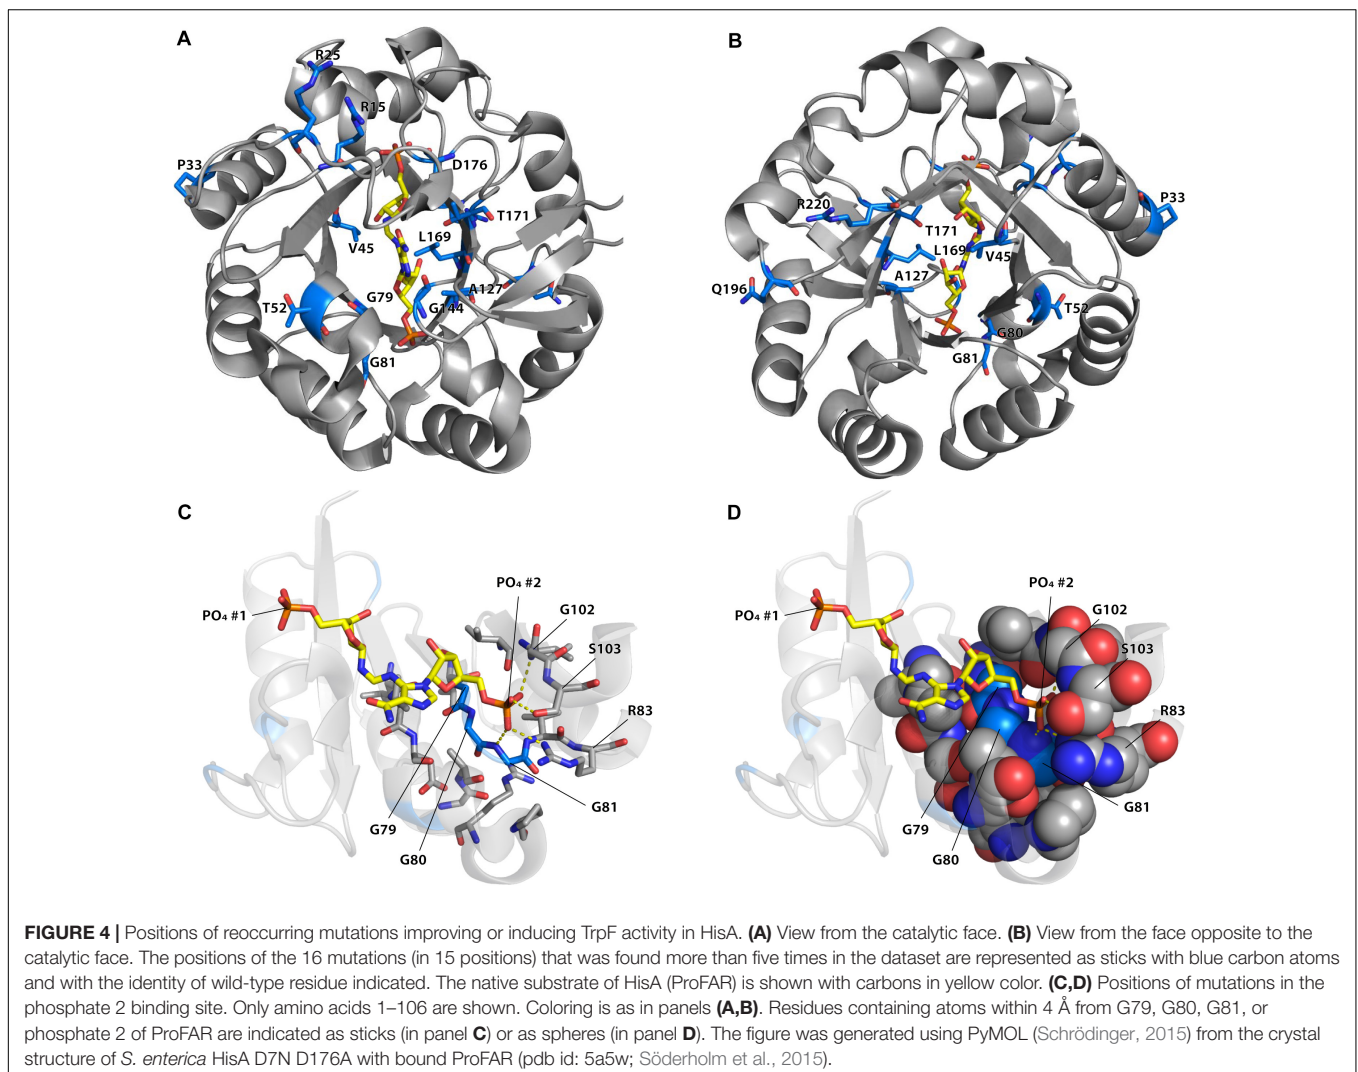 A
R25
R15
P33
D176
T171
V45
L169
G79
A127
G144
T52
G81
B
P33
R220
T171
L169
V45
A127
Q196
T52
G80
G81
C
PO₄ #2
PO₄ #1
G102
S103
R83
G81
G79
G80
D
PO₄ #2
PO₄ #1
G102
S103
R83
G81
G79
G80
FIGURE 4 | Positions of reoccurring mutations improving or inducing TrpF activity in HisA. (A) View from the catalytic face. (B) View from the face opposite to the
catalytic face. The positions of the 16 mutations (in 15 positions) that was found more than five times in the dataset are represented as sticks with blue carbon atoms
and with the identity of wild-type residue indicated. The native substrate of HisA (ProFAR) is shown with carbons in yellow color. (C,D) Positions of mutations in the
phosphate 2 binding site. Only amino acids 1–106 are shown. Coloring is as in panels (A,B). Residues containing atoms within 4 Å from G79, G80, G81, or
phosphate 2 of ProFAR are indicated as sticks (in panel C) or as spheres (in panel D). The figure was generated using PyMOL (Schrödinger, 2015) from the crystal
structure of S. enterica HisA D7N D176A with bound ProFAR (pdb id: 5a5w; Söderholm et al., 2015).